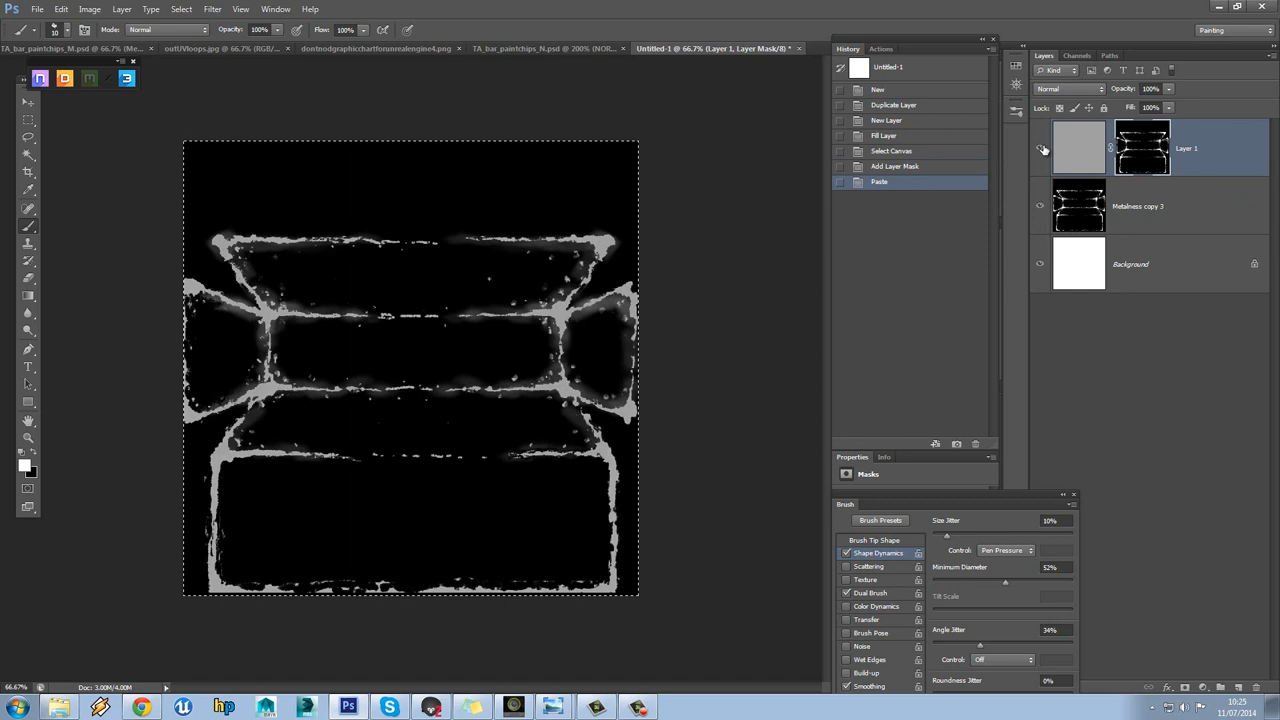 Ps File Edit Image Layer Type Select Filter 3D View Window Help
10 Mode: Normal Opacity: 100% Flow: 100% Painting
TA_bar_paintchips_M.psd @ 66.7% (Me... × outUVloops.jpg @ 66.7% (RGB/... × dontnodgraphicchartforunrealengine4.png × TA_bar_paintchips_N.psd @ 200% (NOR... × Untitled-1 @ 66.7% (Layer 1, Layer Mask/8) * ×
History Actions
Untitled-1
New
Duplicate Layer
New Layer
Fill Layer
Select Canvas
Add Layer Mask
Paste
Layers Channels Paths
Kind
Normal Opacity: 100%
Lock: Fill: 100%
Layer 1
Metalness copy 3
Background
Properties Info
Masks
Brush
Brush Presets Size Jitter 10%
Brush Tip Shape
Shape Dynamics Control: Pen Pressure
Scattering Minimum Diameter 52%
Texture
Dual Brush Tilt Scale
Color Dynamics
Transfer Angle Jitter 34%
Brush Pose
Noise
Wet Edges Control: Off
Build-up
Smoothing Roundness Jitter 0%
66.67% Doc: 3.00M/4.00M
10:25
11/07/2014